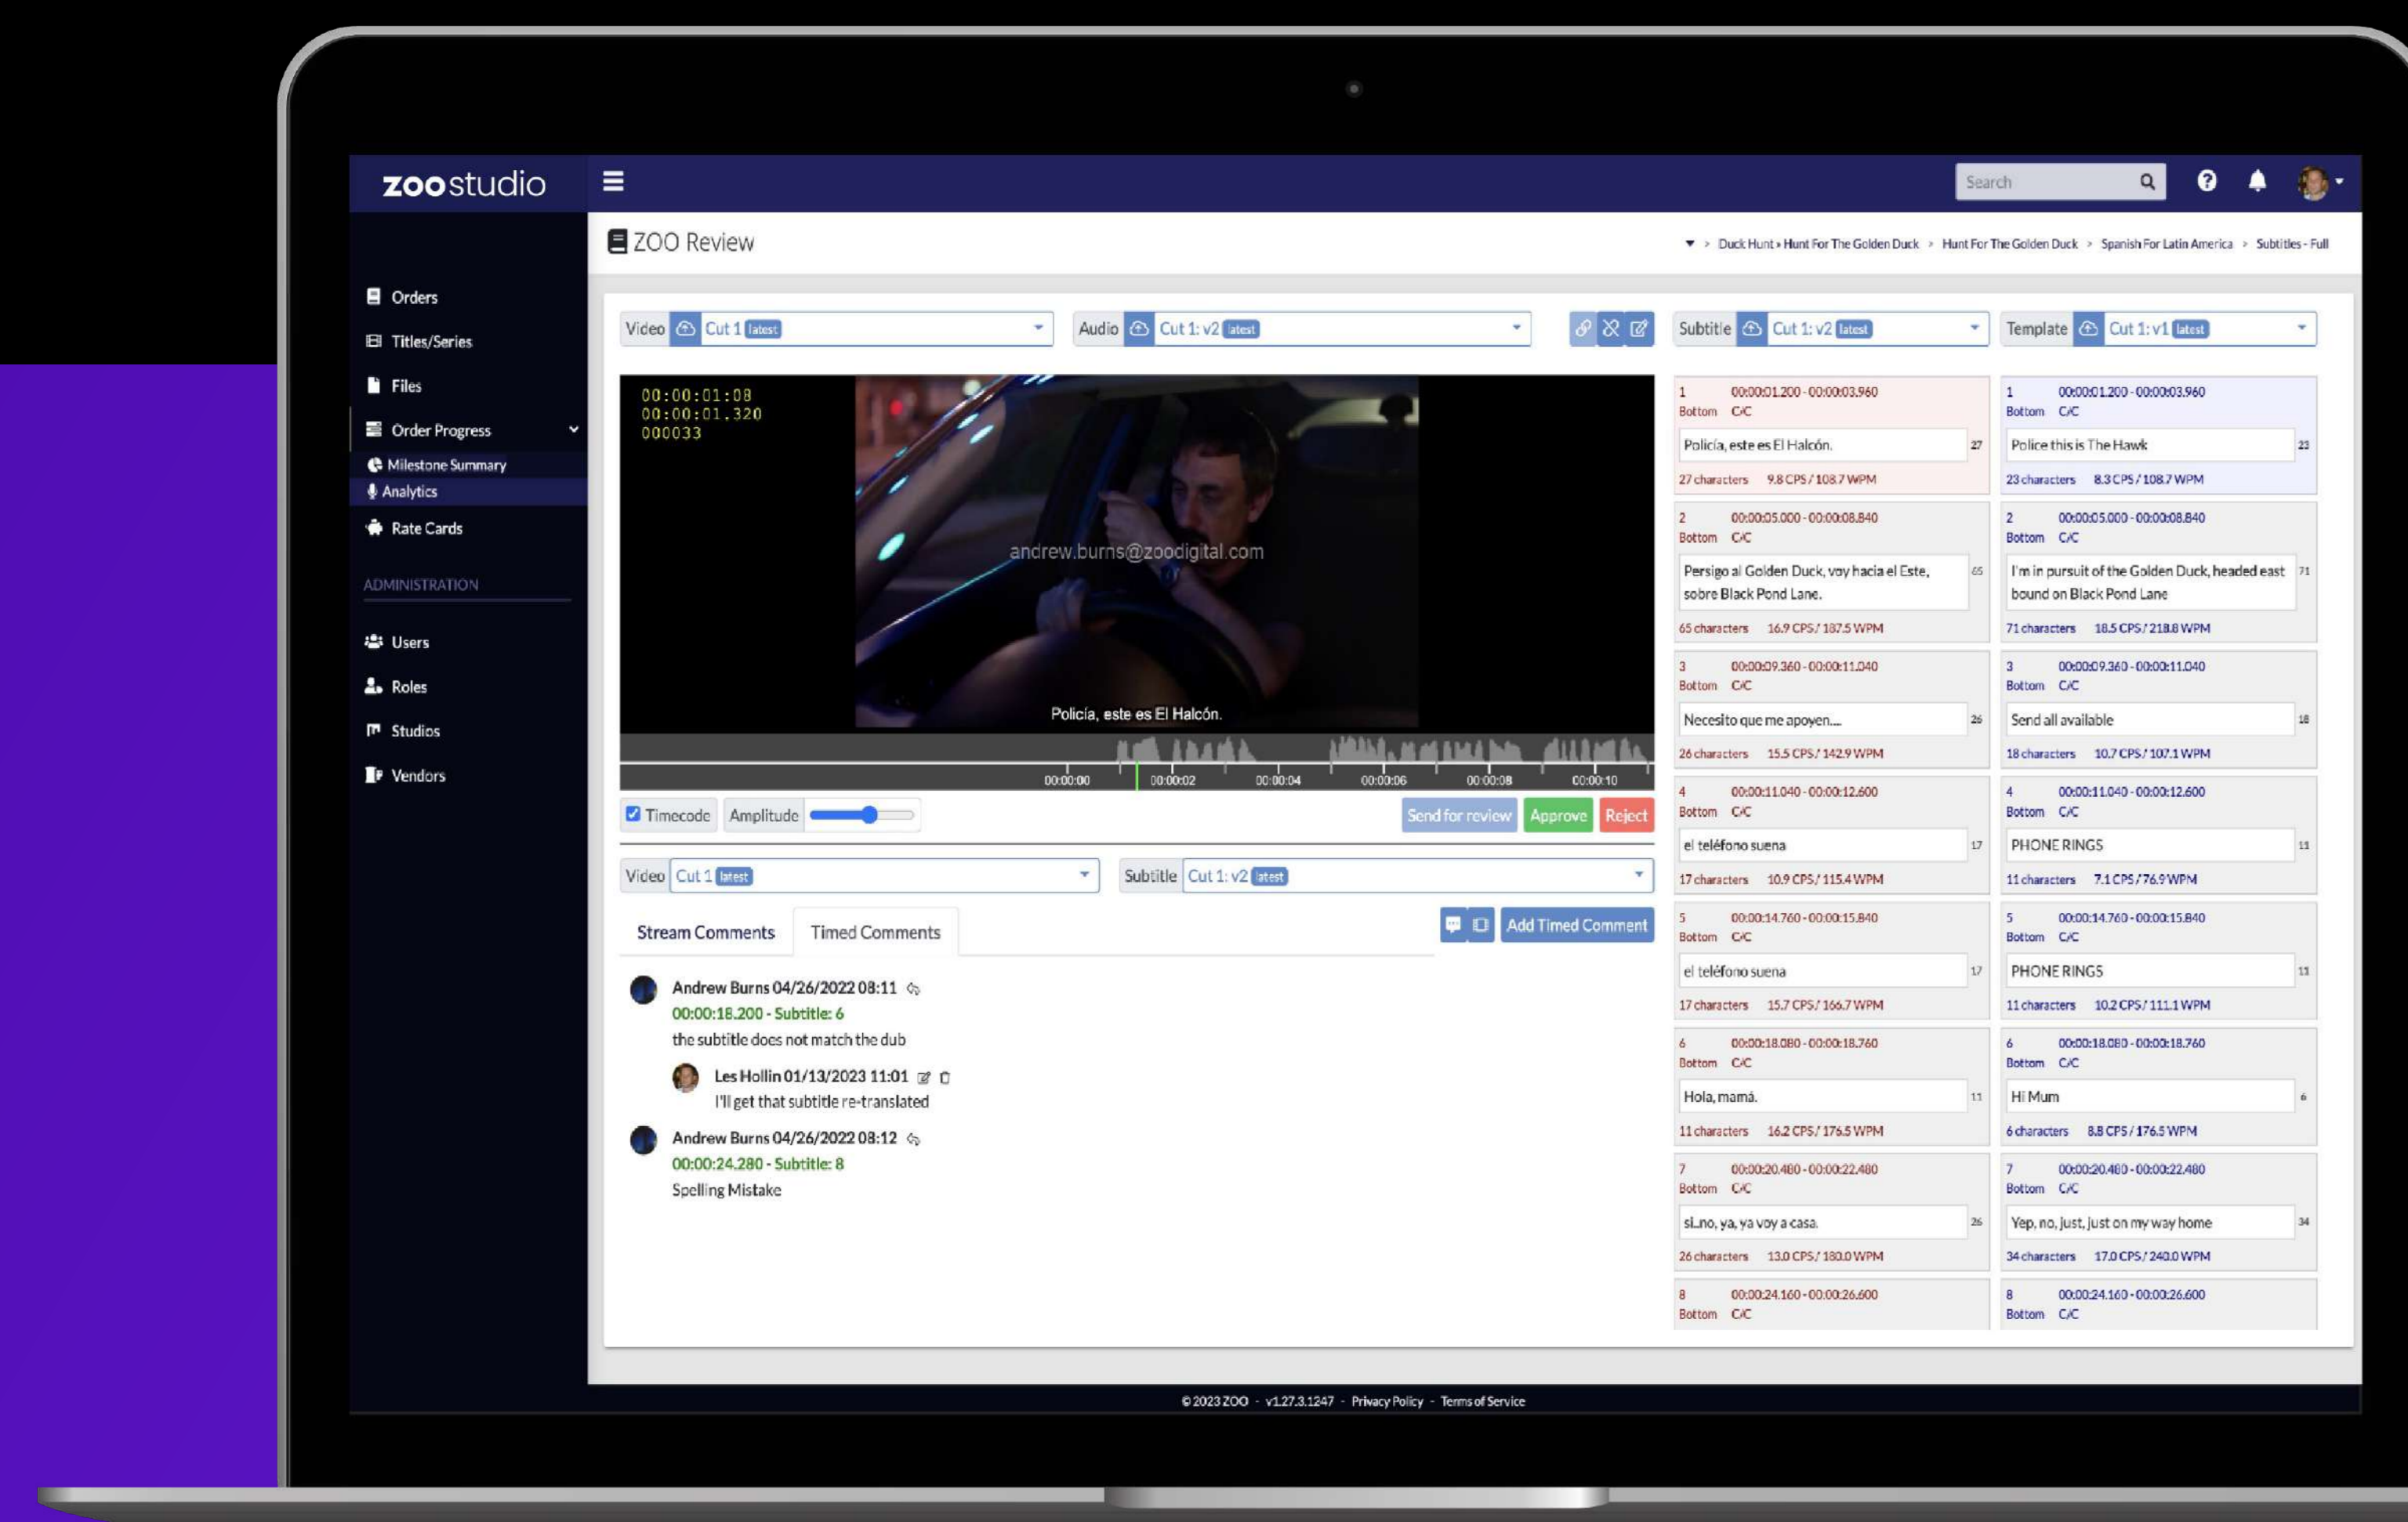 zoostudio
Search
ZOO Review
> Duck Hunt » Hunt For The Golden Duck > Hunt For The Golden Duck > Spanish For Latin America > Subtitles - Full
Orders
Titles/Series
Files
Order Progress
Milestone Summary
Analytics
Rate Cards
ADMINISTRATION
Users
Roles
Studios
Vendors
Video Cut 1 latest
Audio Cut 1: v2 latest
Subtitle Cut 1: v2 latest
Template Cut 1: v1 latest
00:00:01:08
00:00:01.320
000033
andrew.burns@zoodigital.com
Policía, este es El Halcón.
00:00:00 00:00:02 00:00:04 00:00:06 00:00:08 00:00:10
Timecode Amplitude
Send for review Approve Reject
Video Cut 1 latest
Subtitle Cut 1: v2 latest
Stream Comments Timed Comments
Add Timed Comment
Andrew Burns 04/26/2022 08:11
00:00:18.200 - Subtitle: 6
the subtitle does not match the dub
Les Hollin 01/13/2023 11:01
I'll get that subtitle re-translated
Andrew Burns 04/26/2022 08:12
00:00:24.280 - Subtitle: 8
Spelling Mistake
1 00:00:01.200 - 00:00:03.960
Bottom C/C
Policía, este es El Halcón. 27
27 characters 9.8 CPS / 108.7 WPM
2 00:00:05.000 - 00:00:08.840
Bottom C/C
Persigo al Golden Duck, voy hacia el Este, 65
sobre Black Pond Lane.
65 characters 16.9 CPS / 187.5 WPM
3 00:00:09.360 - 00:00:11.040
Bottom C/C
Necesito que me apoyen.... 26
26 characters 15.5 CPS / 142.9 WPM
4 00:00:11.040 - 00:00:12.600
Bottom C/C
el teléfono suena 17
17 characters 10.9 CPS / 115.4 WPM
5 00:00:14.760 - 00:00:15.840
Bottom C/C
el teléfono suena 17
17 characters 15.7 CPS / 166.7 WPM
6 00:00:18.080 - 00:00:18.760
Bottom C/C
Hola, mamá. 11
11 characters 16.2 CPS / 176.5 WPM
7 00:00:20.480 - 00:00:22.480
Bottom C/C
si...no, ya, ya voy a casa. 26
26 characters 13.0 CPS / 180.0 WPM
8 00:00:24.160 - 00:00:26.600
Bottom C/C
1 00:00:01.200 - 00:00:03.960
Bottom C/C
Police this is The Hawk 23
23 characters 8.3 CPS / 108.7 WPM
2 00:00:05.000 - 00:00:08.840
Bottom C/C
I'm in pursuit of the Golden Duck, headed east 71
bound on Black Pond Lane
71 characters 18.5 CPS / 218.8 WPM
3 00:00:09.360 - 00:00:11.040
Bottom C/C
Send all available 18
18 characters 10.7 CPS / 107.1 WPM
4 00:00:11.040 - 00:00:12.600
Bottom C/C
PHONE RINGS 11
11 characters 7.1 CPS / 76.9 WPM
5 00:00:14.760 - 00:00:15.840
Bottom C/C
PHONE RINGS 11
11 characters 10.2 CPS / 111.1 WPM
6 00:00:18.080 - 00:00:18.760
Bottom C/C
Hi Mum 6
6 characters 8.8 CPS / 176.5 WPM
7 00:00:20.480 - 00:00:22.480
Bottom C/C
Yep, no, just, just on my way home 34
34 characters 17.0 CPS / 240.0 WPM
8 00:00:24.160 - 00:00:26.600
Bottom C/C
© 2023 ZOO - v1.27.3.1247 - Privacy Policy - Terms of Service